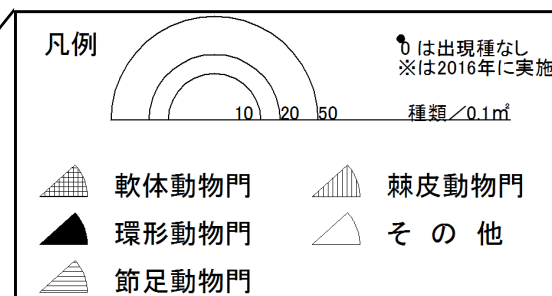 凡例
0 は出現種なし
※は2016年に実施
10 20 50 種類/0.1㎡
軟体動物門 棘皮動物門
環形動物門 その他
節足動物門